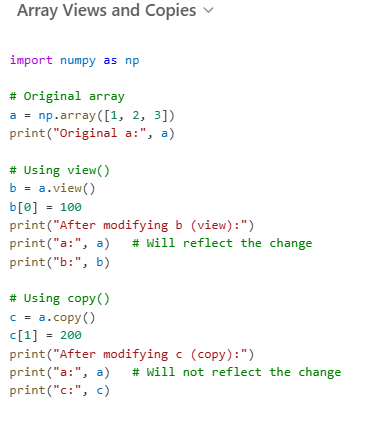 Array Views and Copies
import numpy as np
# Original array
a = np.array([1, 2, 3])
print("Original a:", a)
# Using view()
b = a.view()
b[0] = 100
print("After modifying b (view):")
print("a:", a)   # Will reflect the change
print("b:", b)
# Using copy()
c = a.copy()
c[1] = 200
print("After modifying c (copy):")
print("a:", a)   # Will not reflect the change
print("c:", c)